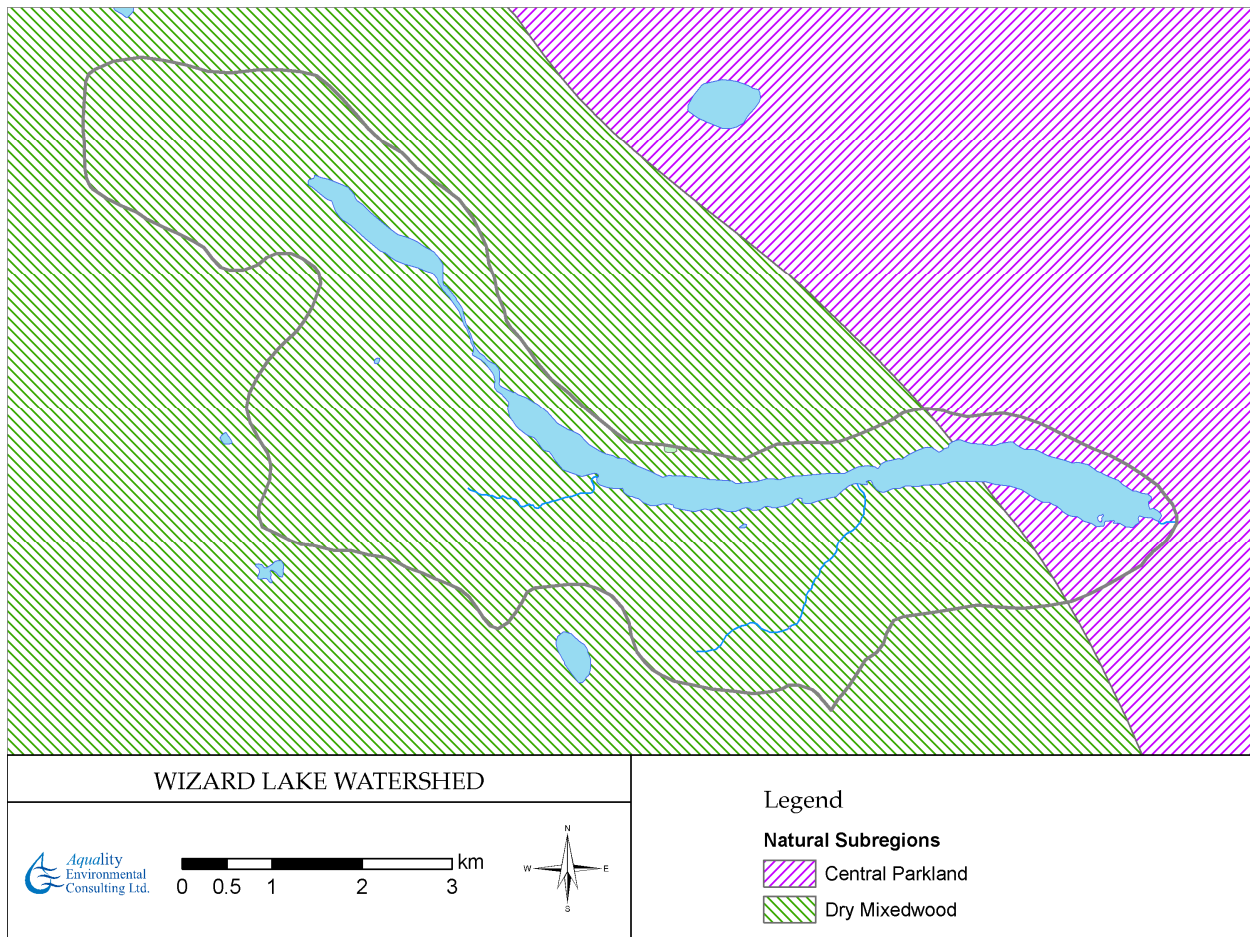 WIZARD LAKE WATERSHED
Aquality
Environmental
Consulting Ltd.
km
0 0.5 1 2 3
N
W E
S
Legend
Natural Subregions
Central Parkland
Dry Mixedwood